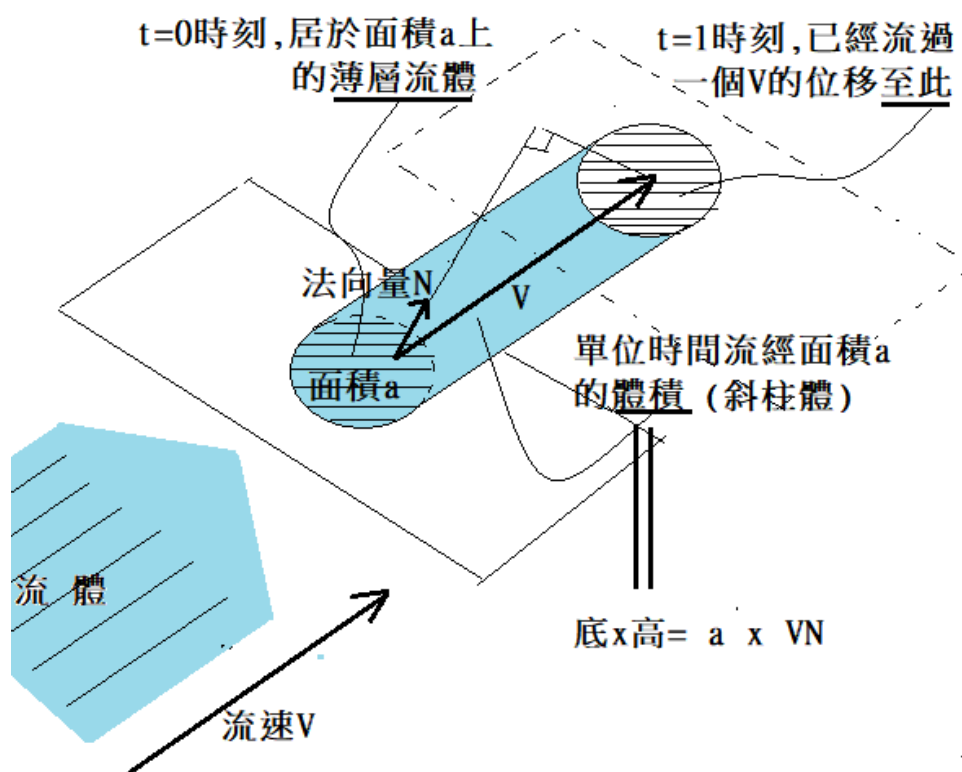 t=0時刻,居於面積a上
的薄層流體
t=1時刻,已經流過
一個V的位移至此
法向量N
V
面積a
單位時間流經面積a
的體積 (斜柱體)
流 體
底x高= a x VN
流速V